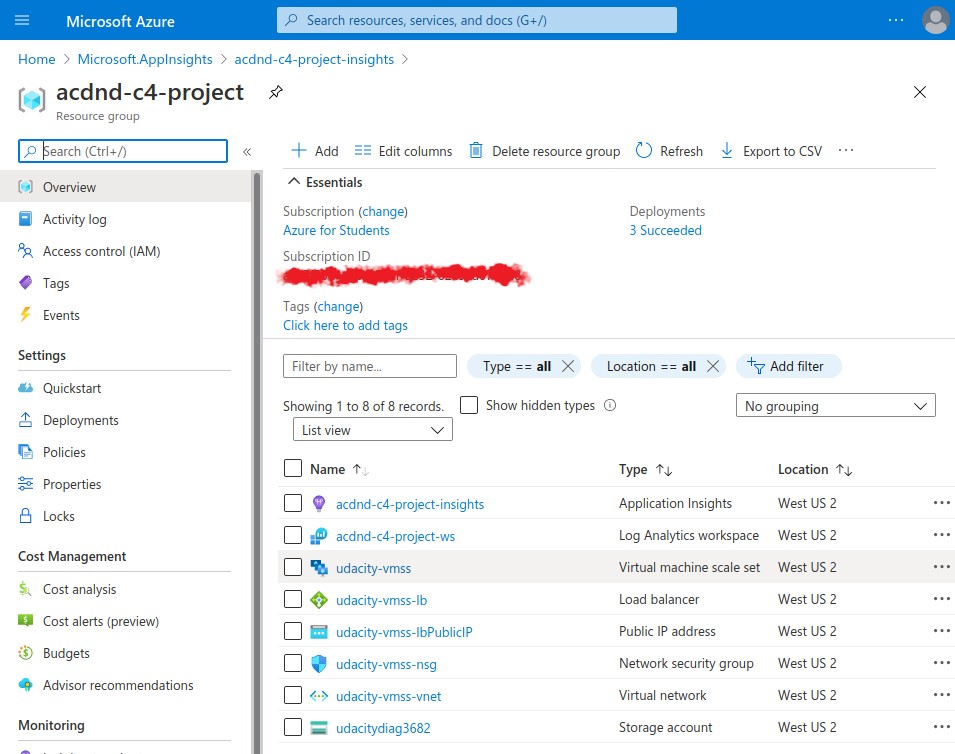 Microsoft Azure
Search resources, services, and docs (G+/)
Home > Microsoft.AppInsights > acdnd-c4-project-insights >
acdnd-c4-project
Resource group
Search (Ctrl+/)
«
Overview
Activity log
Access control (IAM)
Tags
Events
Settings
Quickstart
Deployments
Policies
Properties
Locks
Cost Management
Cost analysis
Cost alerts (preview)
Budgets
Advisor recommendations
Monitoring
Add Edit columns Delete resource group Refresh Export to CSV ...
Essentials
Subscription (change)
Azure for Students
Subscription ID
Tags (change)
Click here to add tags
Deployments
3 Succeeded
Filter by name... Type == all Location == all Add filter
Showing 1 to 8 of 8 records. Show hidden types No grouping
List view
Name Type Location
acdnd-c4-project-insights Application Insights West US 2 ...
acdnd-c4-project-ws Log Analytics workspace West US 2 ...
udacity-vmss Virtual machine scale set West US 2 ...
udacity-vmss-lb Load balancer West US 2 ...
udacity-vmss-lbPublicIP Public IP address West US 2 ...
udacity-vmss-nsg Network security group West US 2 ...
udacity-vmss-vnet Virtual network West US 2 ...
udacitydiag3682 Storage account West US 2 ...